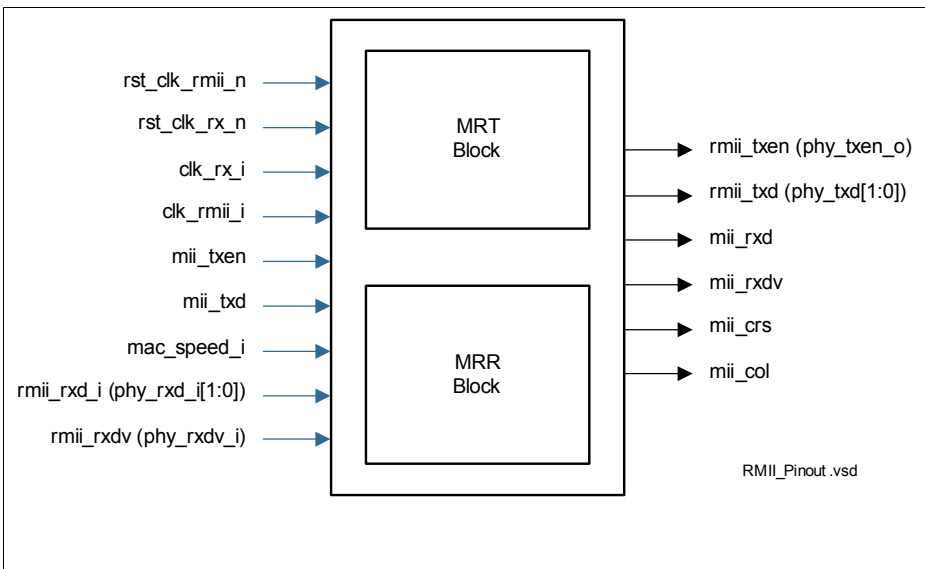 rst_clk_rmii_n
rst_clk_rx_n
clk_rx_i
clk_rmii_i
mii_txen
mii_txd
mac_speed_i
rmii_rxd_i (phy_rxd_i[1:0])
rmii_rxdv (phy_rxdv_i)
MRT
Block
MRR
Block
rmii_txen (phy_txen_o)
rmii_txd (phy_txd[1:0])
mii_rxd
mii_rxdv
mii_crs
mii_col
RMII_Pinout.vsd